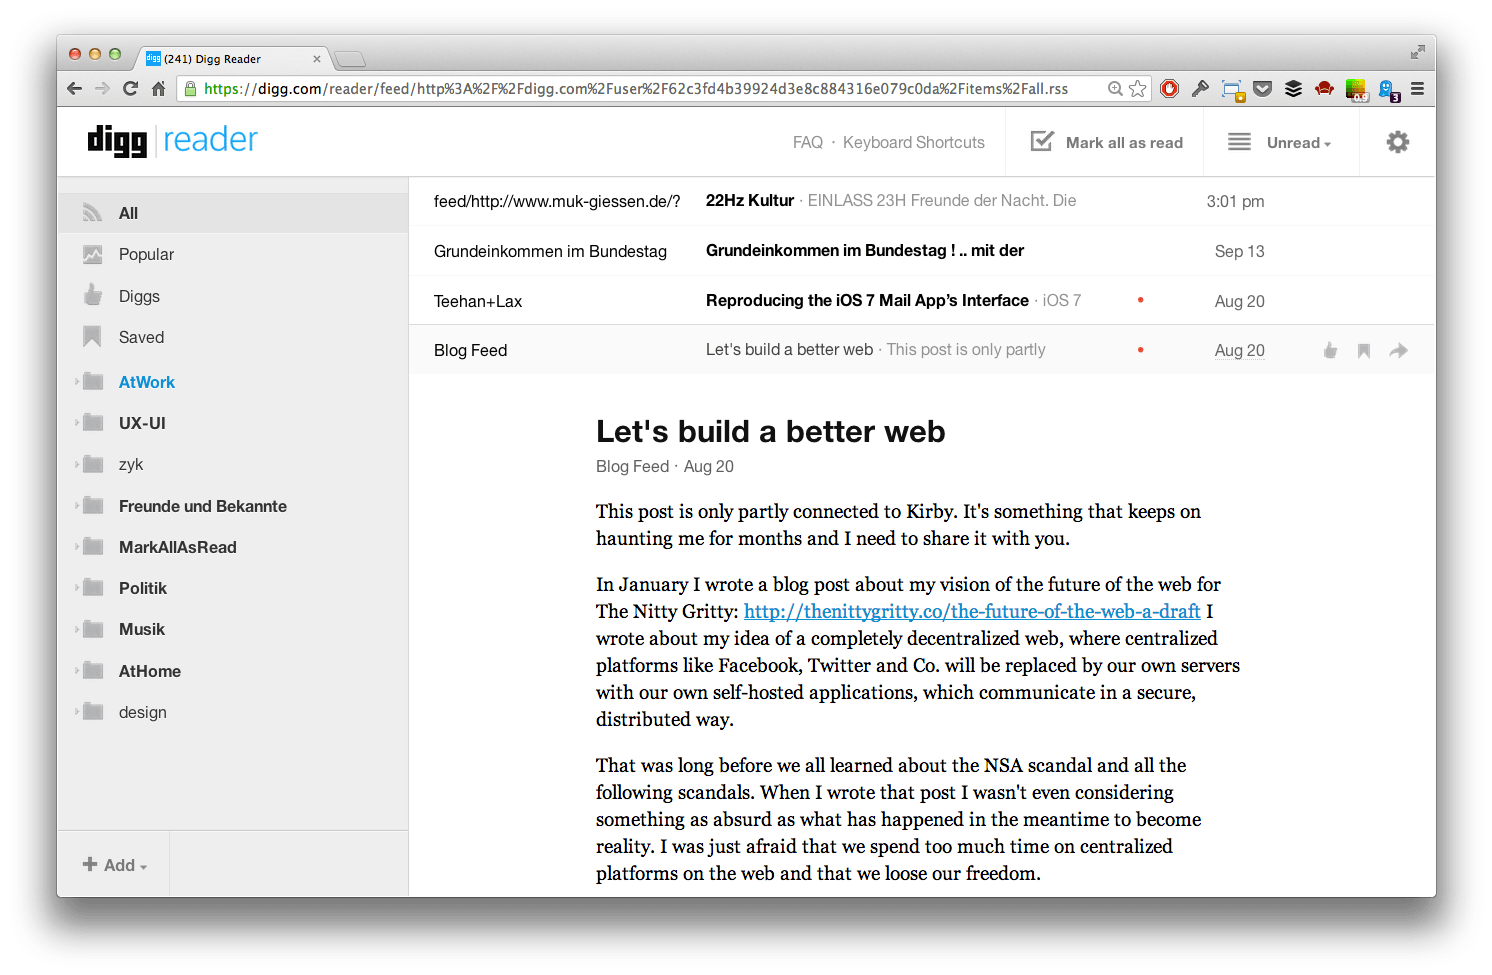 digg (241) Digg Reader
https://digg.com/reader/feed/http%3A%2F%2Fdigg.com%2Fuser%2F62c3fd4b39924d3e8c884316e079c0da%2Fitems%2Fall.rss
3
digg reader
FAQ · Keyboard Shortcuts
Mark all as read
Unread
All
Popular
Diggs
Saved
AtWork
UX-UI
zyk
Freunde und Bekannte
MarkAllAsRead
Politik
Musik
AtHome
design
+ Add
feed/http://www.muk-giessen.de/? 22Hz Kultur · EINLASS 23H Freunde der Nacht. Die 3:01 pm
Grundeinkommen im Bundestag Grundeinkommen im Bundestag ! .. mit der Sep 13
Teehan+Lax Reproducing the iOS 7 Mail App’s Interface · iOS 7 Aug 20
Blog Feed Let's build a better web · This post is only partly Aug 20
Let's build a better web
Blog Feed · Aug 20
This post is only partly connected to Kirby. It's something that keeps on
haunting me for months and I need to share it with you.
In January I wrote a blog post about my vision of the future of the web for
The Nitty Gritty: http://thenittygritty.co/the-future-of-the-web-a-draft I
wrote about my idea of a completely decentralized web, where centralized
platforms like Facebook, Twitter and Co. will be replaced by our own servers
with our own self-hosted applications, which communicate in a secure,
distributed way.
That was long before we all learned about the NSA scandal and all the
following scandals. When I wrote that post I wasn't even considering
something as absurd as what has happened in the meantime to become
reality. I was just afraid that we spend too much time on centralized
platforms on the web and that we loose our freedom.